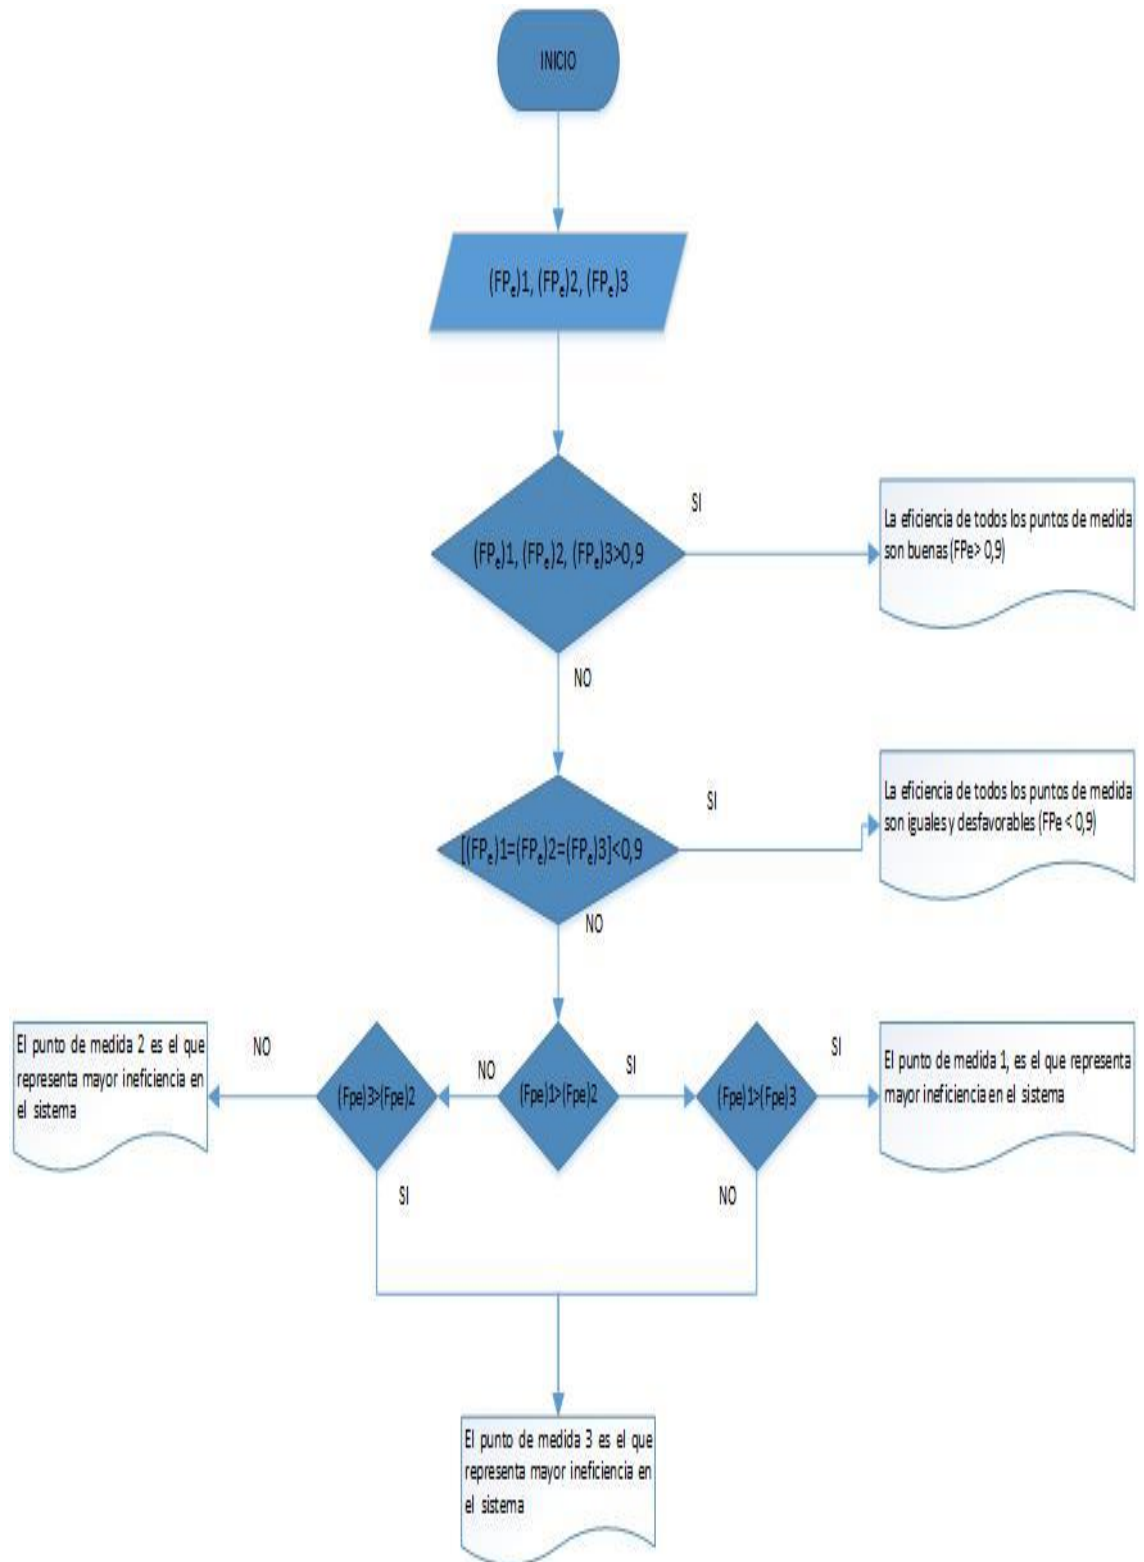 INICIO
(FPe)1, (FPe)2, (FPe)3
(FPe)1, (FPe)2, (FPe)3>0,9
SI
La eficiencia de todos los puntos de medida
son buenas (FPe> 0,9)
NO
[(FPe)1=(FPe)2=(FPe)3]<0,9
SI
La eficiencia de todos los puntos de medida
son iguales y desfavorables (FPe < 0,9)
NO
El punto de medida 2 es el que
representa mayor ineficiencia en
el sistema
NO
(Fpe)3>(Fpe)2
NO
(Fpe)1>(Fpe)2
SI
(Fpe)1>(Fpe)3
SI
El punto de medida 1, es el que representa
mayor ineficiencia en el sistema
SI
NO
El punto de medida 3 es el que
representa mayor ineficiencia en
el sistema